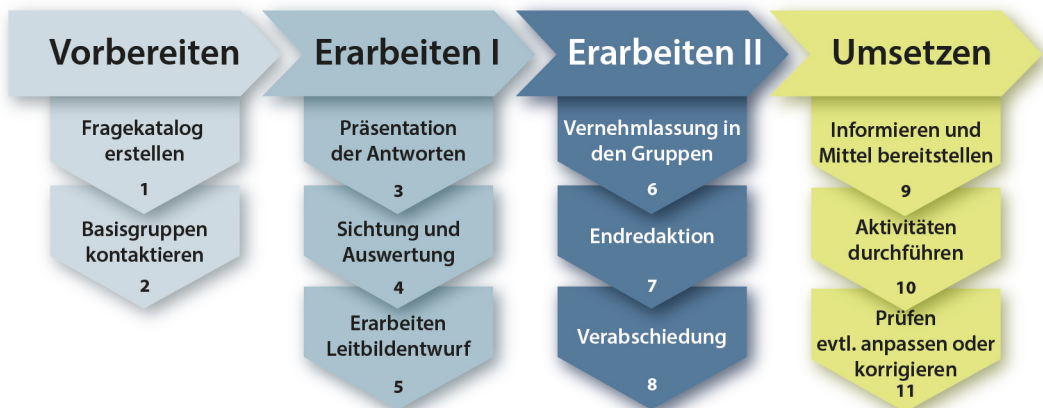 Vorbereiten
Fragekatalog
erstellen
1
Basisgruppen
kontaktieren
2
Erarbeiten I
Präsentation
der Antworten
3
Sichtung und
Auswertung
4
Erarbeiten
Leitbildentwurf
5
Erarbeiten II
Vernehmlassung in
den Gruppen
6
Endredaktion
7
Verabschiedung
8
Umsetzen
Informieren und
Mittel bereitstellen
9
Aktivitäten
durchführen
10
Prüfen
evtl. anpassen oder
korrigieren
11